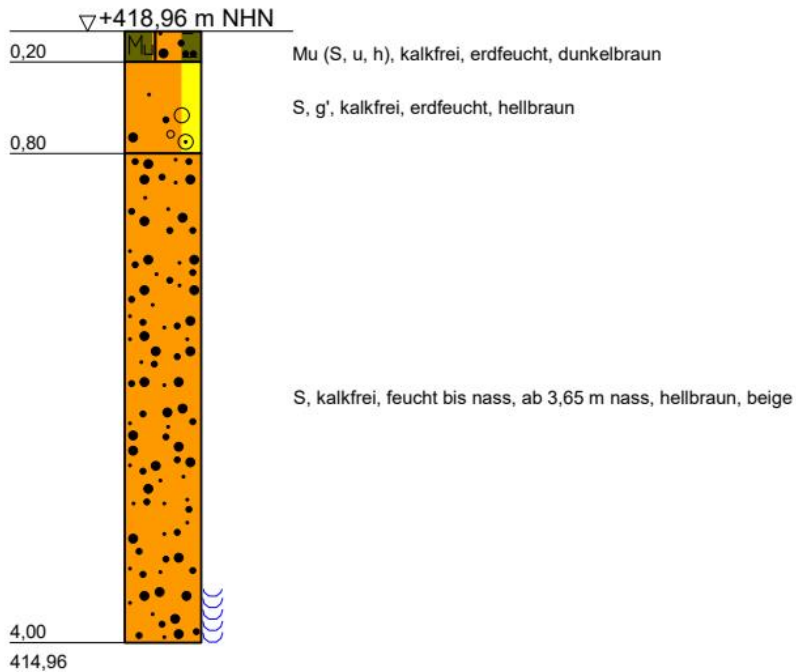 +418,96 m NHN
Mu
0,20
Mu (S, u, h), kalkfrei, erdfeucht, dunkelbraun
S, g', kalkfrei, erdfeucht, hellbraun
0,80
S, kalkfrei, feucht bis nass, ab 3,65 m nass, hellbraun, beige
4,00
414,96